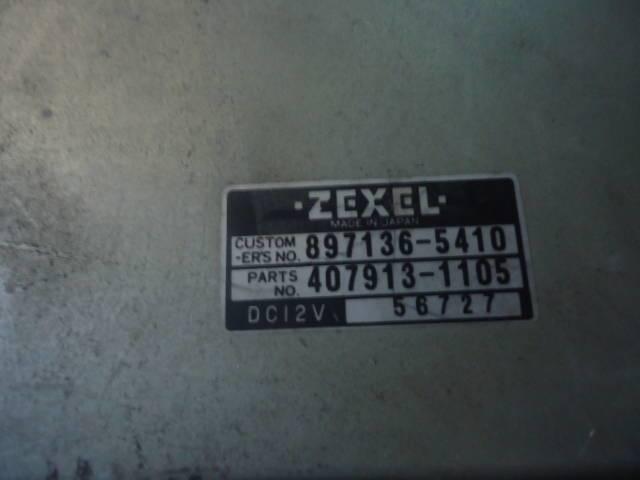 ·ZEXEL·
MADE IN JAPAN
CUSTOM
-ER'S NO. 897136-5410
PARTS
NO. 407913-1105
DC12V 56727